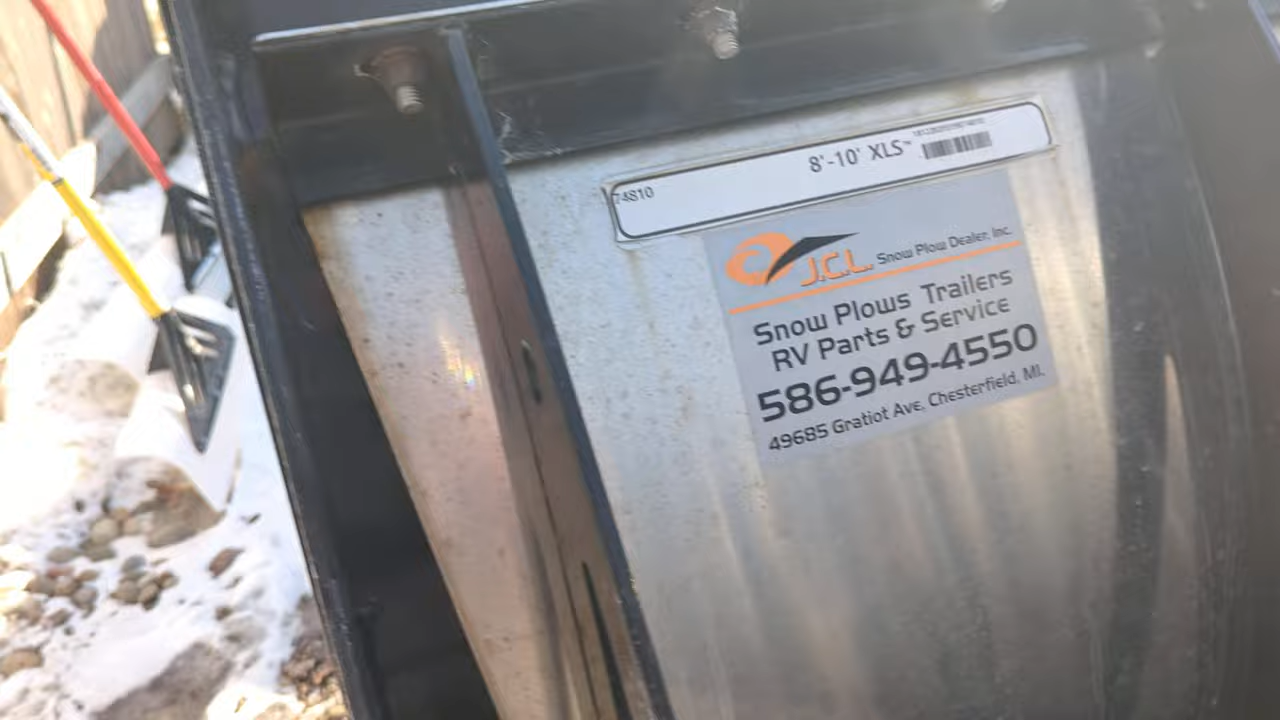 74810
8'-10' XLS™
J.C.L. Snow Plow Dealer, Inc.
Snow Plows Trailers
RV Parts & Service
586-949-4550
49685 Gratiot Ave, Chesterfield, MI.